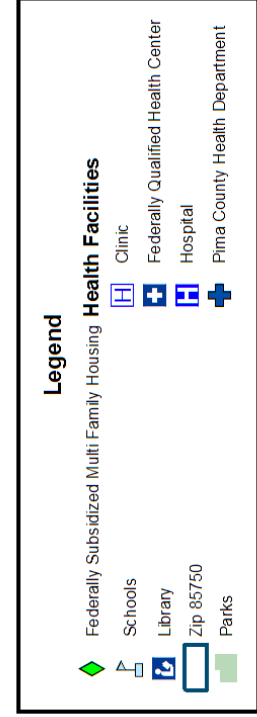 Legend
Federally Subsidized Multi Family Housing
Schools
Library
Zip 85750
Parks
Health Facilities
H Clinic
Federally Qualified Health Center
H Hospital
Pima County Health Department